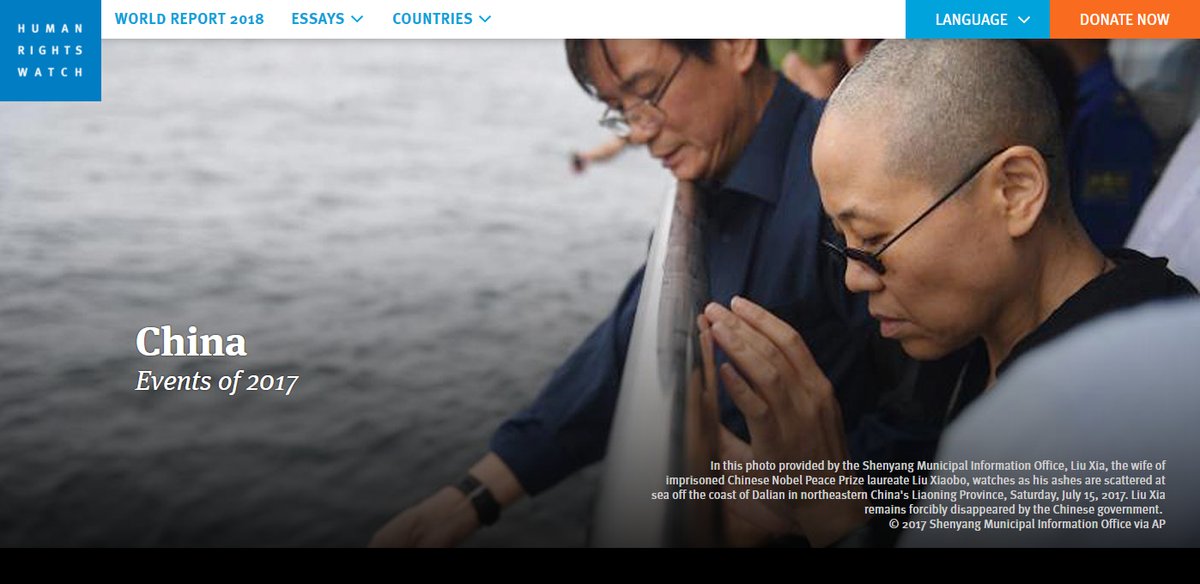 HUMAN
RIGHTS
WATCH
WORLD REPORT 2018
ESSAYS
COUNTRIES
LANGUAGE
DONATE NOW
China
Events of 2017
In this photo provided by the Shenyang Municipal Information Office, Liu Xia, the wife of
imprisoned Chinese Nobel Peace Prize laureate Liu Xiaobo, watches as his ashes are scattered at
sea off the coast of Dalian in northeastern China's Liaoning Province, Saturday, July 15, 2017. Liu Xia
remains forcibly disappeared by the Chinese government.
© 2017 Shenyang Municipal Information Office via AP